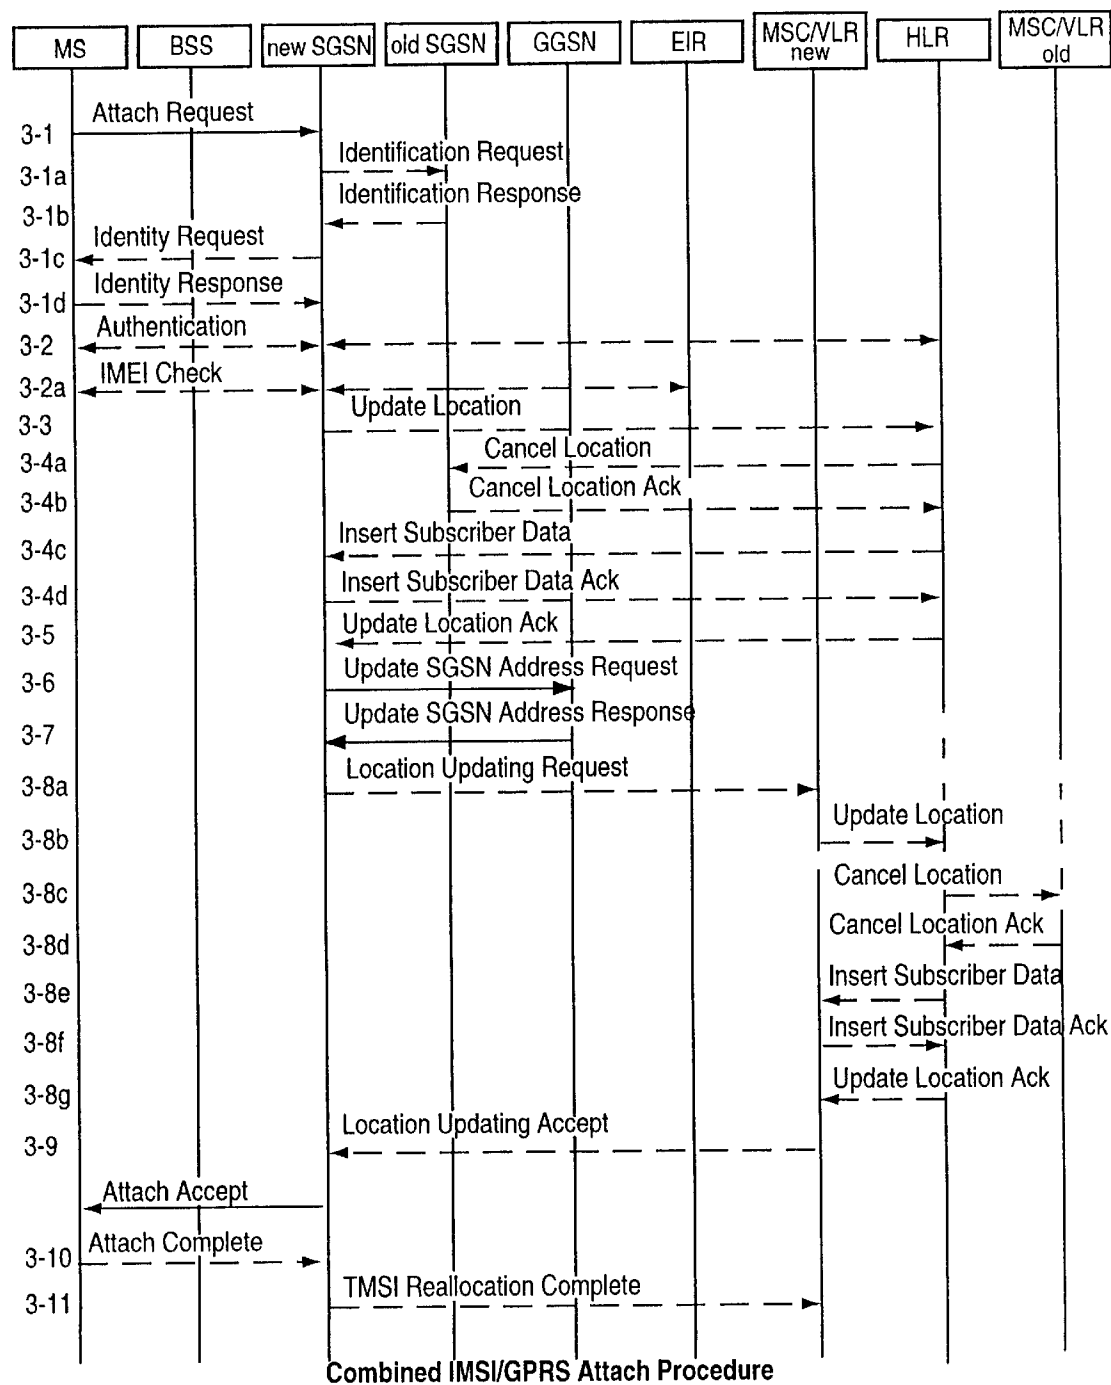 MS
BSS
new SGSN
old SGSN
GGSN
EIR
MSC/VLR
new
HLR
MSC/VLR
old
Attach Request
3-1
Identification Request
3-1a
Identification Response
3-1b
Identity Request
3-1c
Identity Response
3-1d
Authentication
3-2
IMEI Check
3-2a
Update Location
3-3
Cancel Location
3-4a
Cancel Location Ack
3-4b
Insert Subscriber Data
3-4c
Insert Subscriber Data Ack
3-4d
Update Location Ack
3-5
Update SGSN Address Request
3-6
Update SGSN Address Response
3-7
Location Updating Request
3-8a
Update Location
3-8b
Cancel Location
3-8c
Cancel Location Ack
3-8d
Insert Subscriber Data
3-8e
Insert Subscriber Data Ack
3-8f
Update Location Ack
3-8g
Location Updating Accept
3-9
Attach Accept
Attach Complete
3-10
TMSI Reallocation Complete
3-11
Combined IMSI/GPRS Attach Procedure